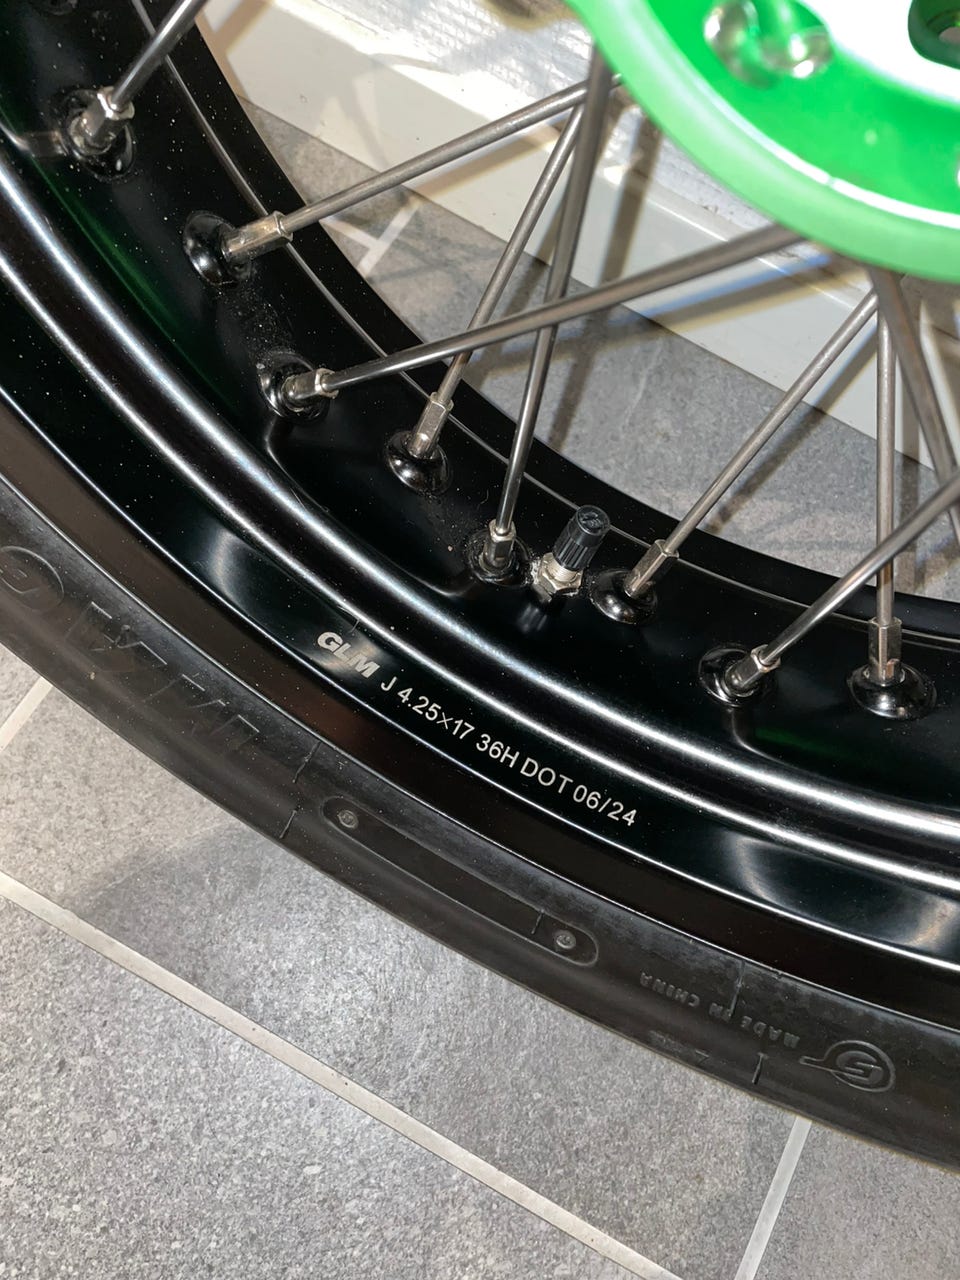 GLM J 4.25×17 36H DOT 06/24
MADE IN CHINA